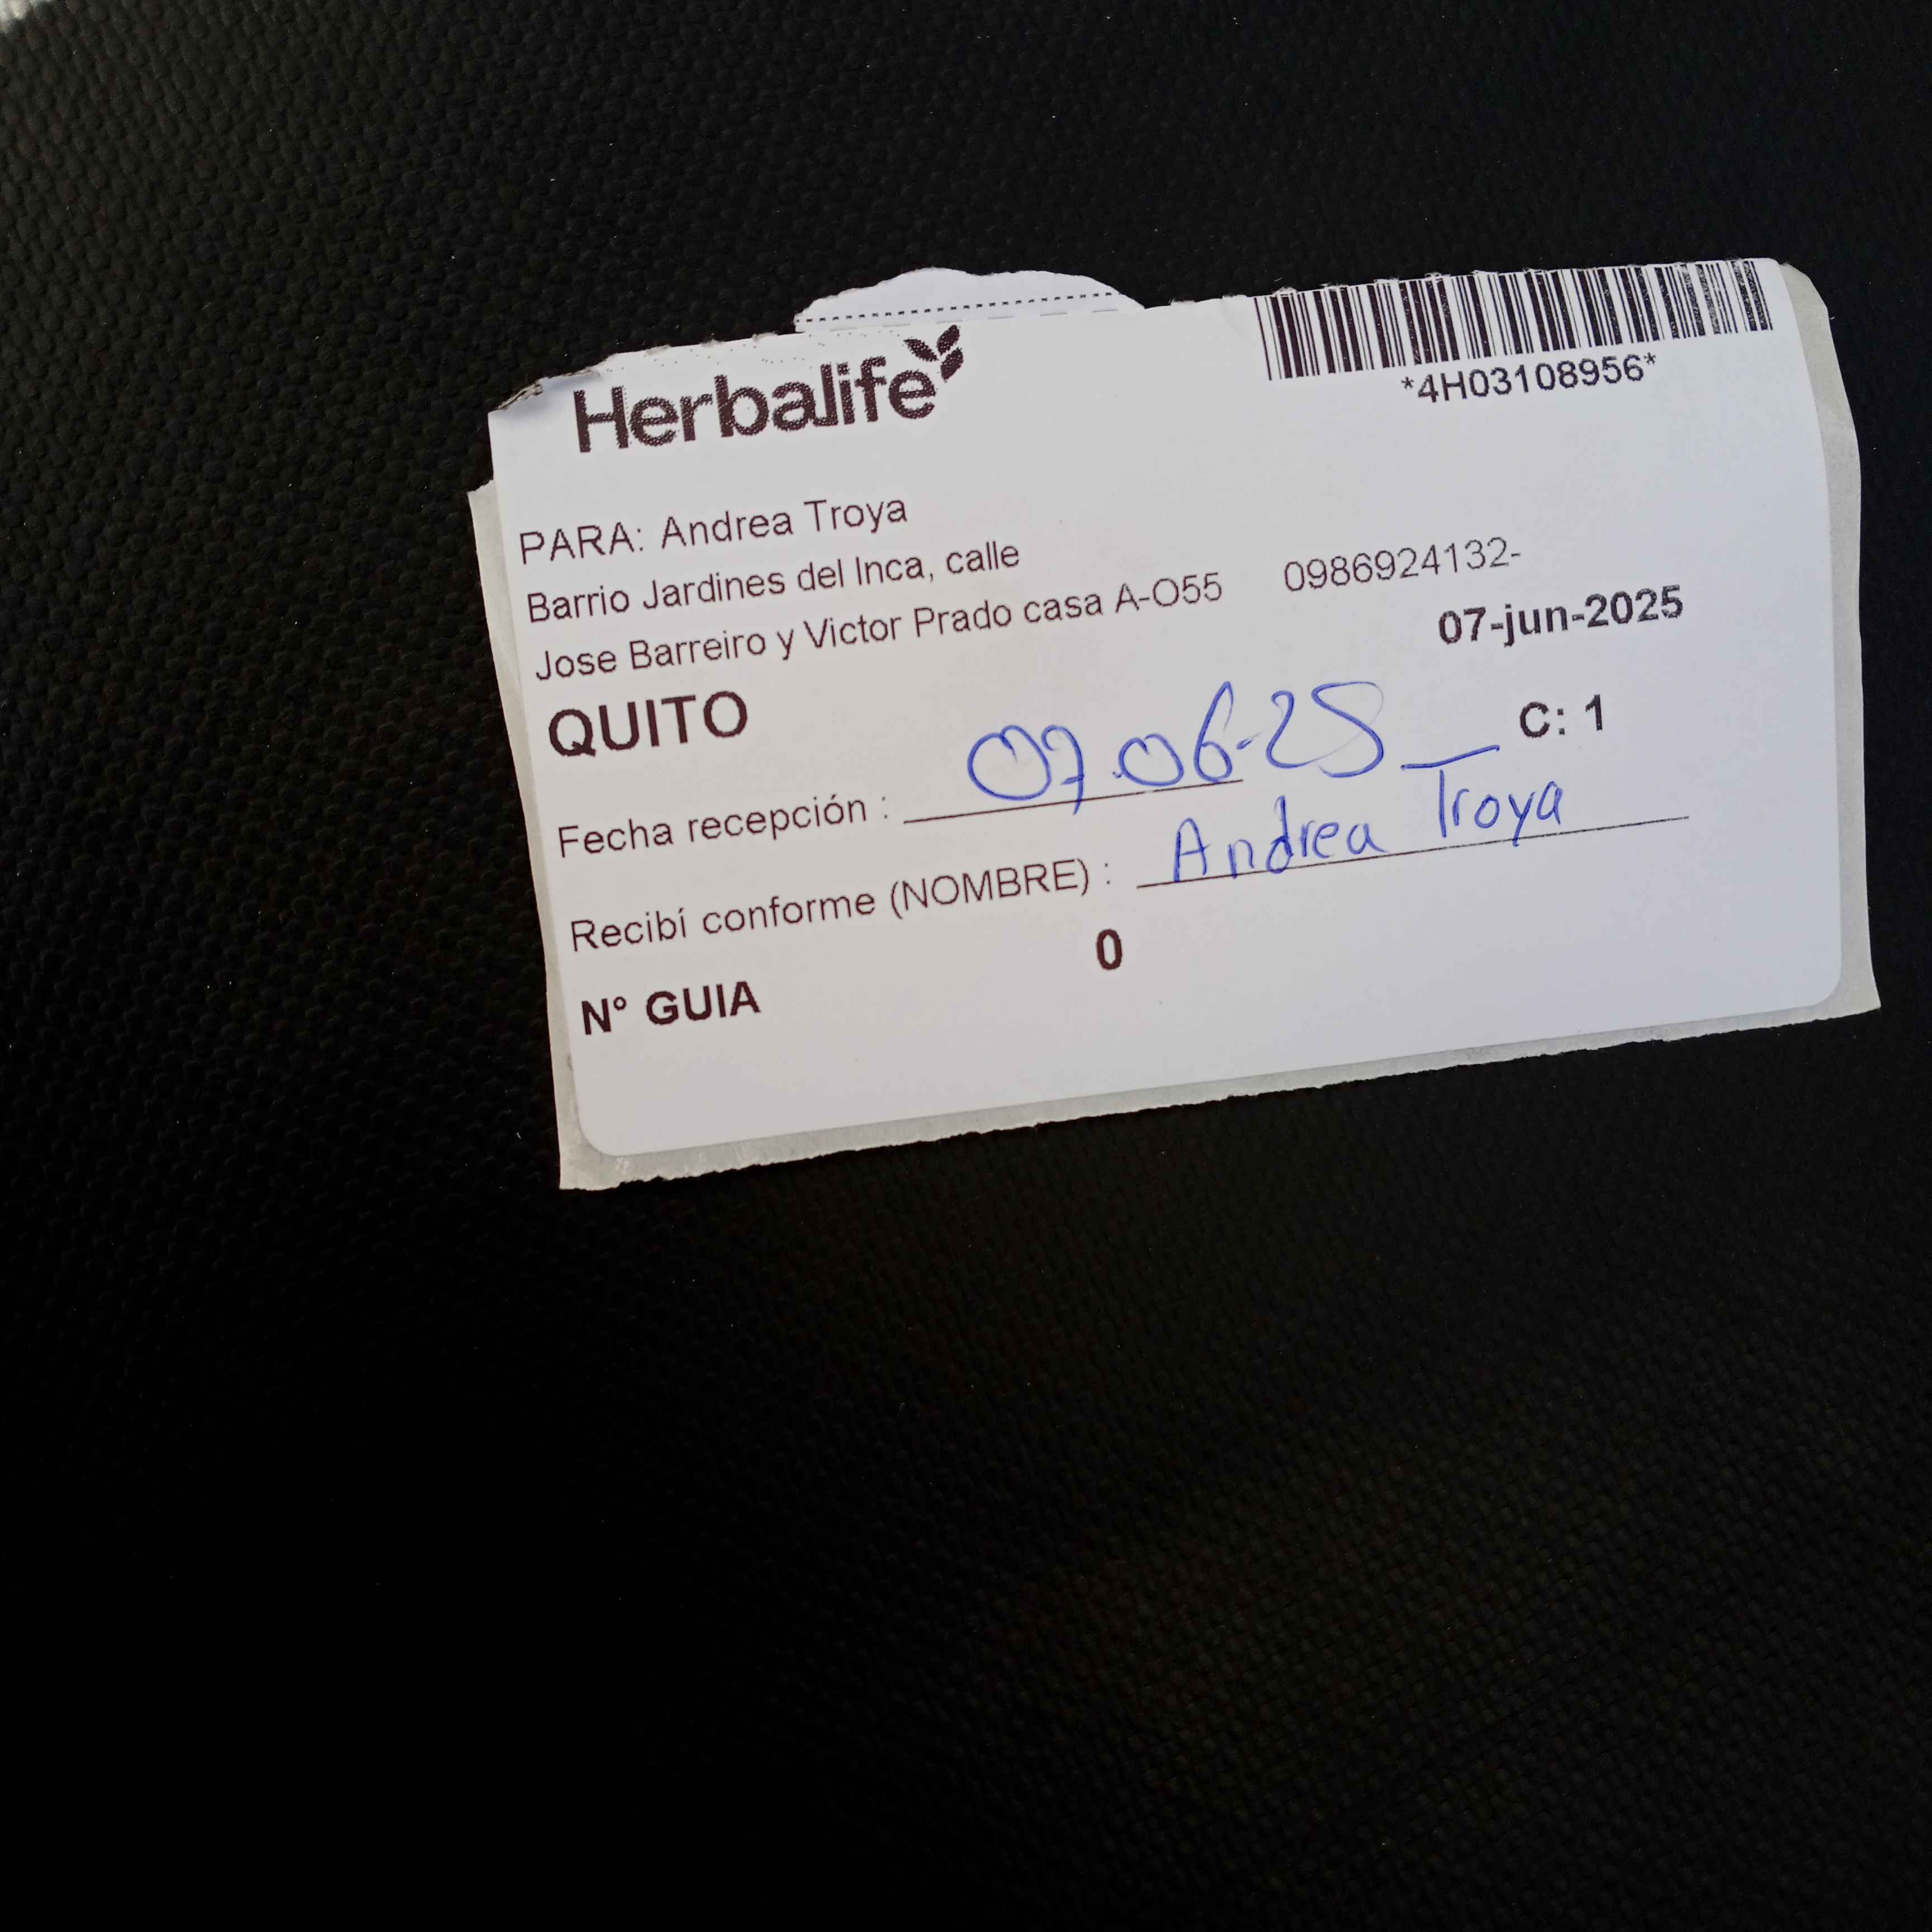 Herbalife
*4H03108956*
PARA: Andrea Troya
Barrio Jardines del Inca, calle
Jose Barreiro y Victor Prado casa A-O55 0986924132-
07-jun-2025
QUITO
C: 1
Fecha recepción : 07.06-25
Recibí conforme (NOMBRE) : Andrea Troya
N° GUIA 0